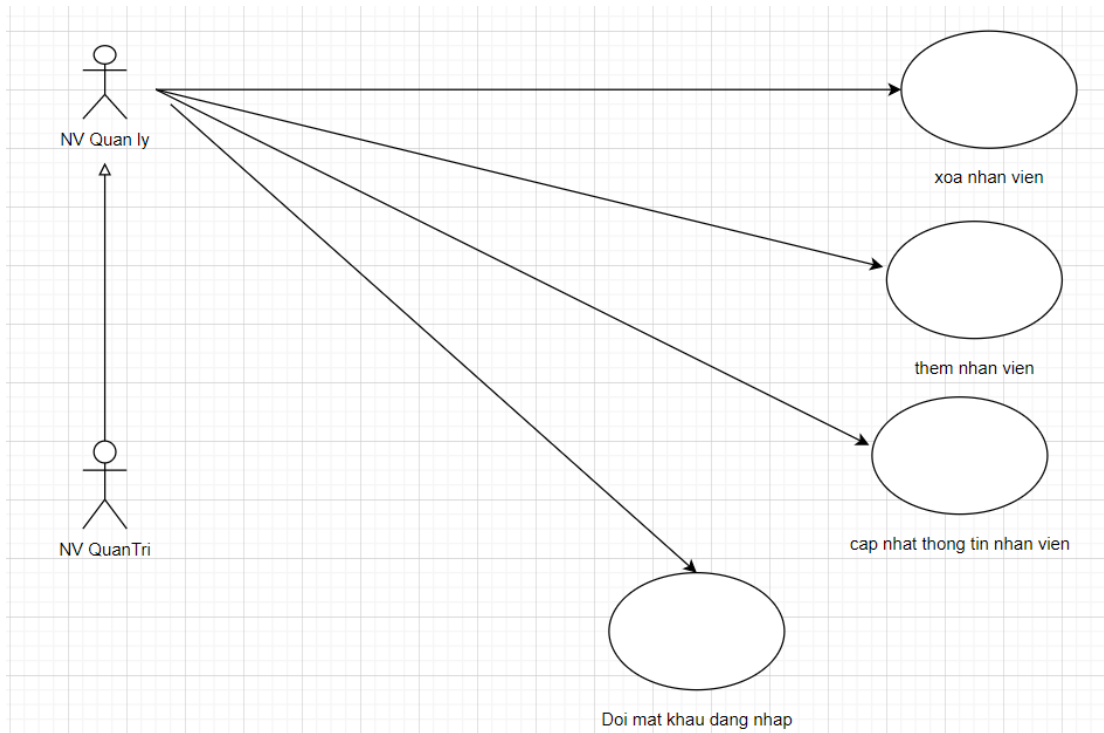 NV Quan ly
xoa nhan vien
them nhan vien
cap nhat thong tin nhan vien
NV QuanTri
Doi mat khau dang nhap